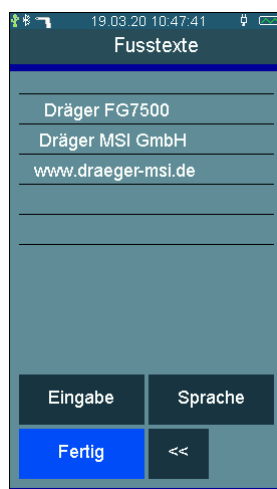 19.03.20 10:47:41
Fusstexte
Dräger FG7500
Dräger MSI GmbH
www.draeger-msi.de
Eingabe
Sprache
Fertig
<<